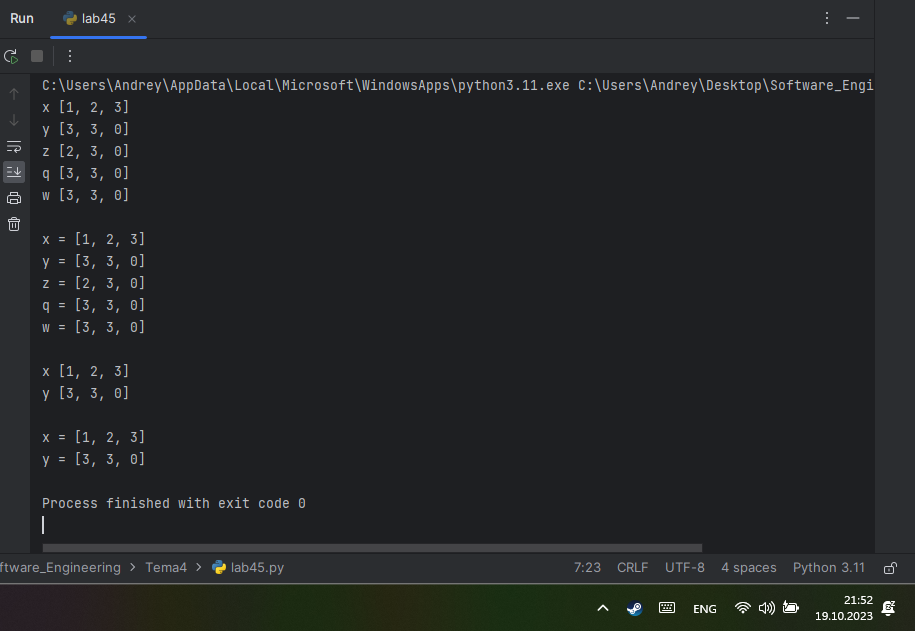 Run lab45
C:\Users\Andrey\AppData\Local\Microsoft\WindowsApps\python3.11.exe C:\Users\Andrey\Desktop\Software_Engi
x [1, 2, 3]
y [3, 3, 0]
z [2, 3, 0]
q [3, 3, 0]
w [3, 3, 0]
x = [1, 2, 3]
y = [3, 3, 0]
z = [2, 3, 0]
q = [3, 3, 0]
w = [3, 3, 0]
x [1, 2, 3]
y [3, 3, 0]
x = [1, 2, 3]
y = [3, 3, 0]
Process finished with exit code 0
ftware_Engineering > Tema4 > lab45.py 7:23 CRLF UTF-8 4 spaces Python 3.11
ENG 21:52
19.10.2023